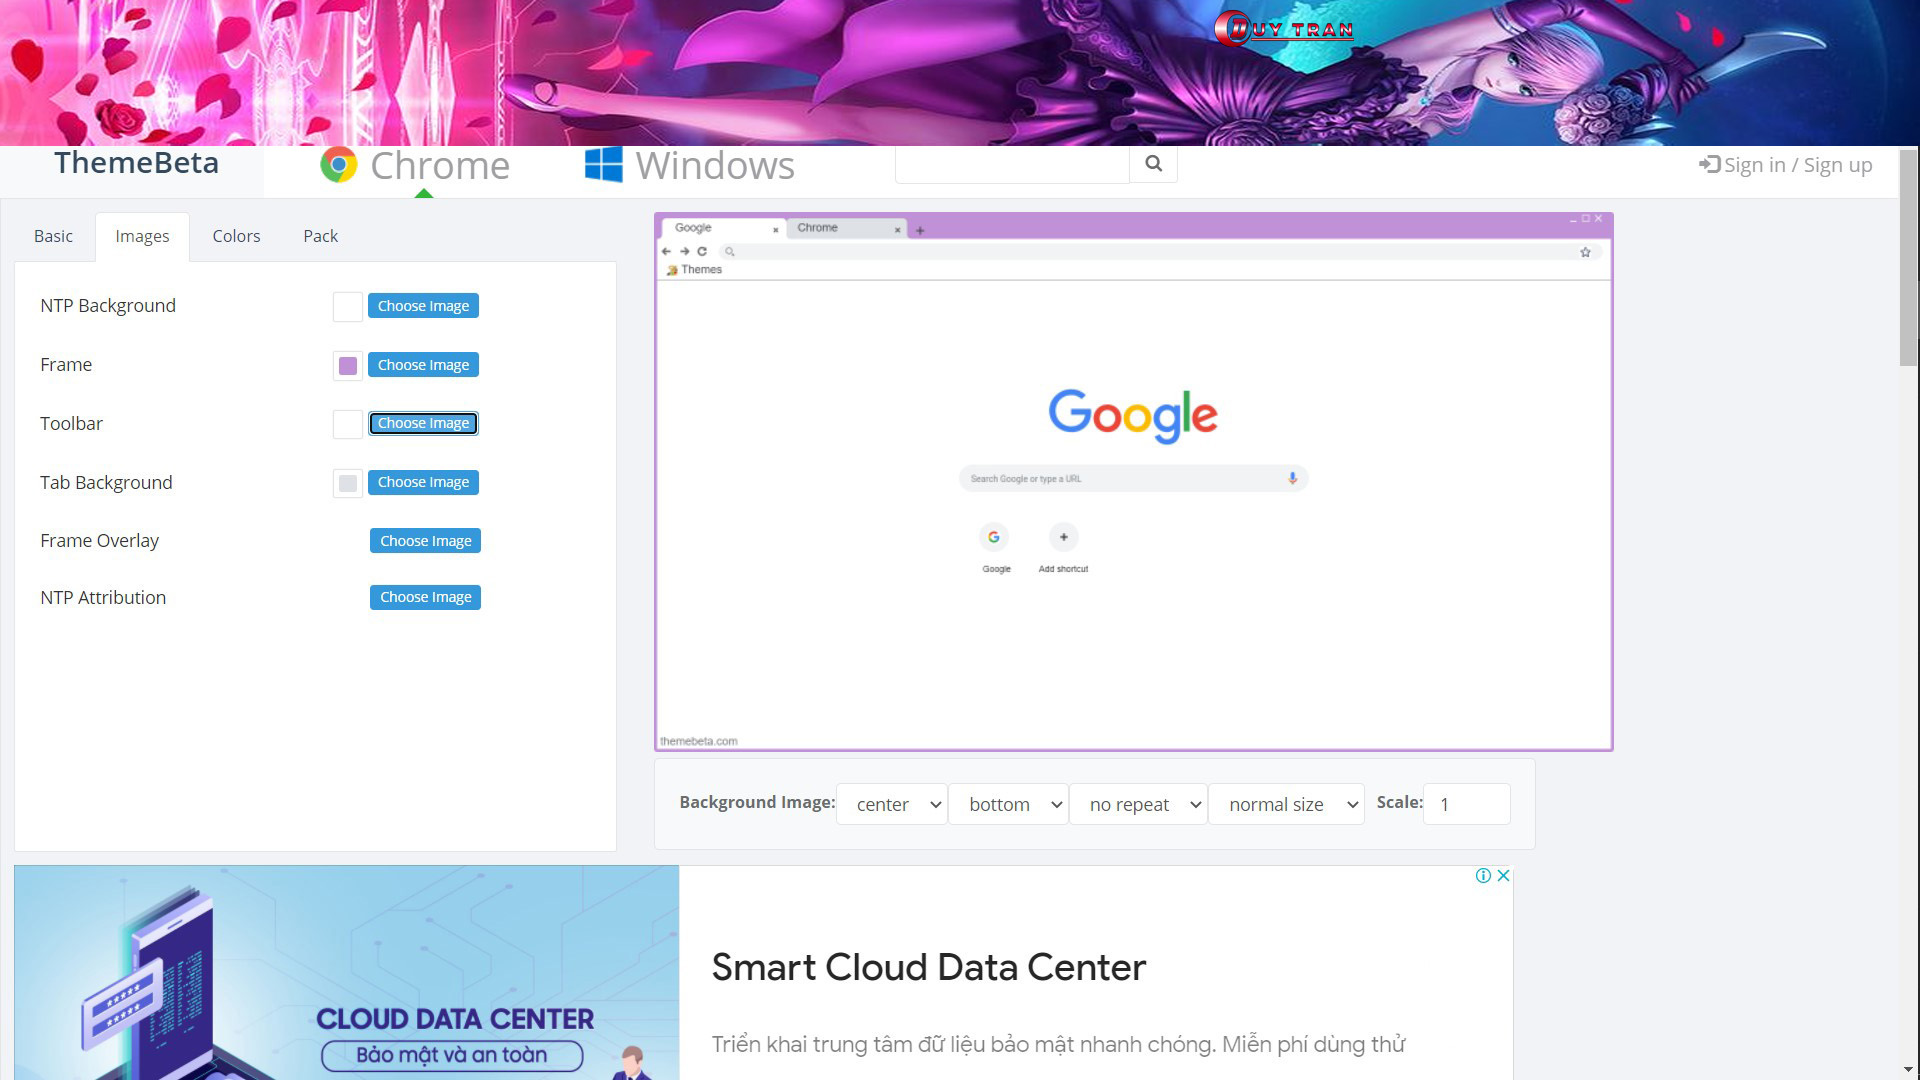 UY TRAN
ThemeBeta
Chrome
Windows
Sign in / Sign up
Basic
Images
Colors
Pack
NTP Background
Choose Image
Frame
Choose Image
Toolbar
Choose Image
Tab Background
Choose Image
Frame Overlay
Choose Image
NTP Attribution
Choose Image
Google
Chrome
Themes
Google
Search Google or type a URL
Google
Add shortcut
themebeta.com
Background Image:
center
bottom
no repeat
normal size
Scale:
1
CLOUD DATA CENTER
Bảo mật và an toàn
Smart Cloud Data Center
Triển khai trung tâm đữ liệu bảo mật nhanh chóng. Miễn phí dùng thử